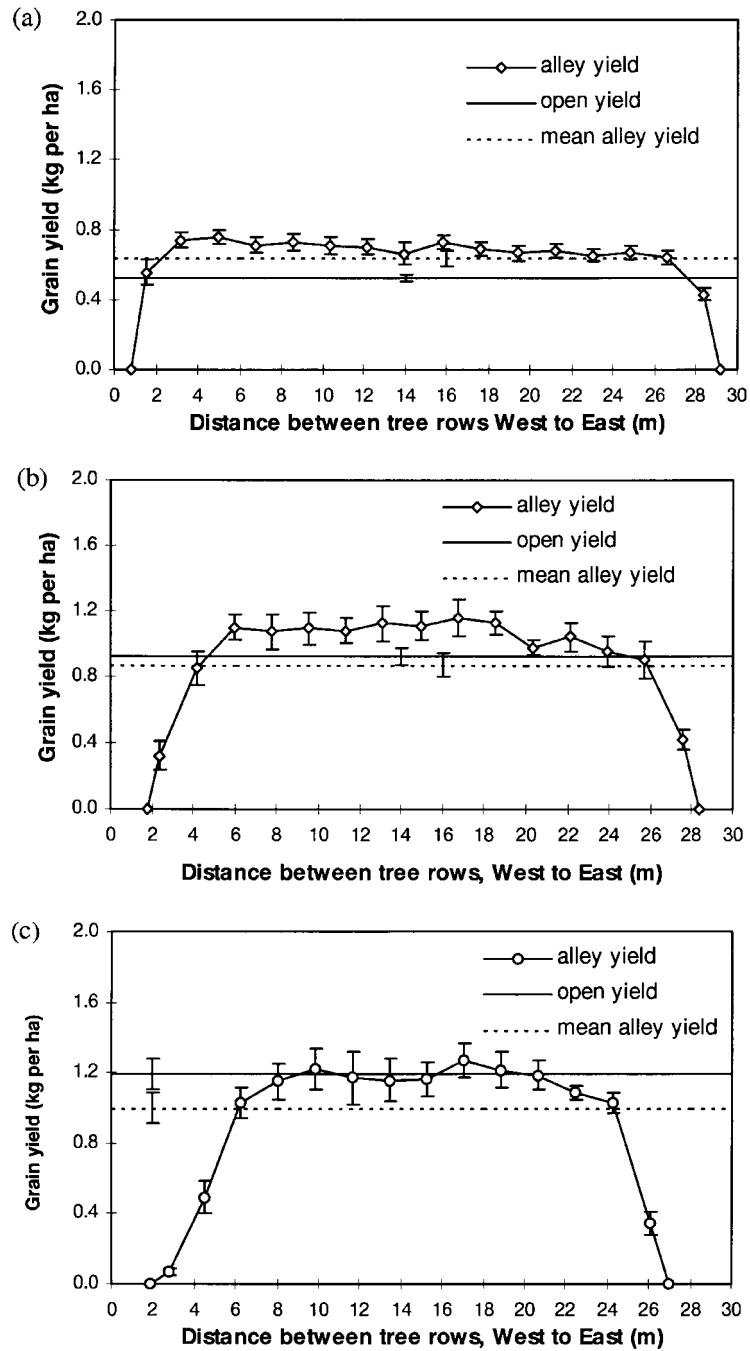 (a)
2.0
1.6
1.2
0.8
0.4
0.0
Grain yield (kg per ha)
alley yield
open yield
mean alley yield
0 2 4 6 8 10 12 14 16 18 20 22 24 26 28 30
Distance between tree rows West to East (m)
(b)
2.0
1.6
1.2
0.8
0.4
0.0
Grain yield (kg per ha)
alley yield
open yield
mean alley yield
0 2 4 6 8 10 12 14 16 18 20 22 24 26 28 30
Distance between tree rows, West to East (m)
(c)
2.0
1.6
1.2
0.8
0.4
0.0
Grain yield (kg per ha)
alley yield
open yield
mean alley yield
0 2 4 6 8 10 12 14 16 18 20 22 24 26 28 30
Distance between tree rows, West to East (m)